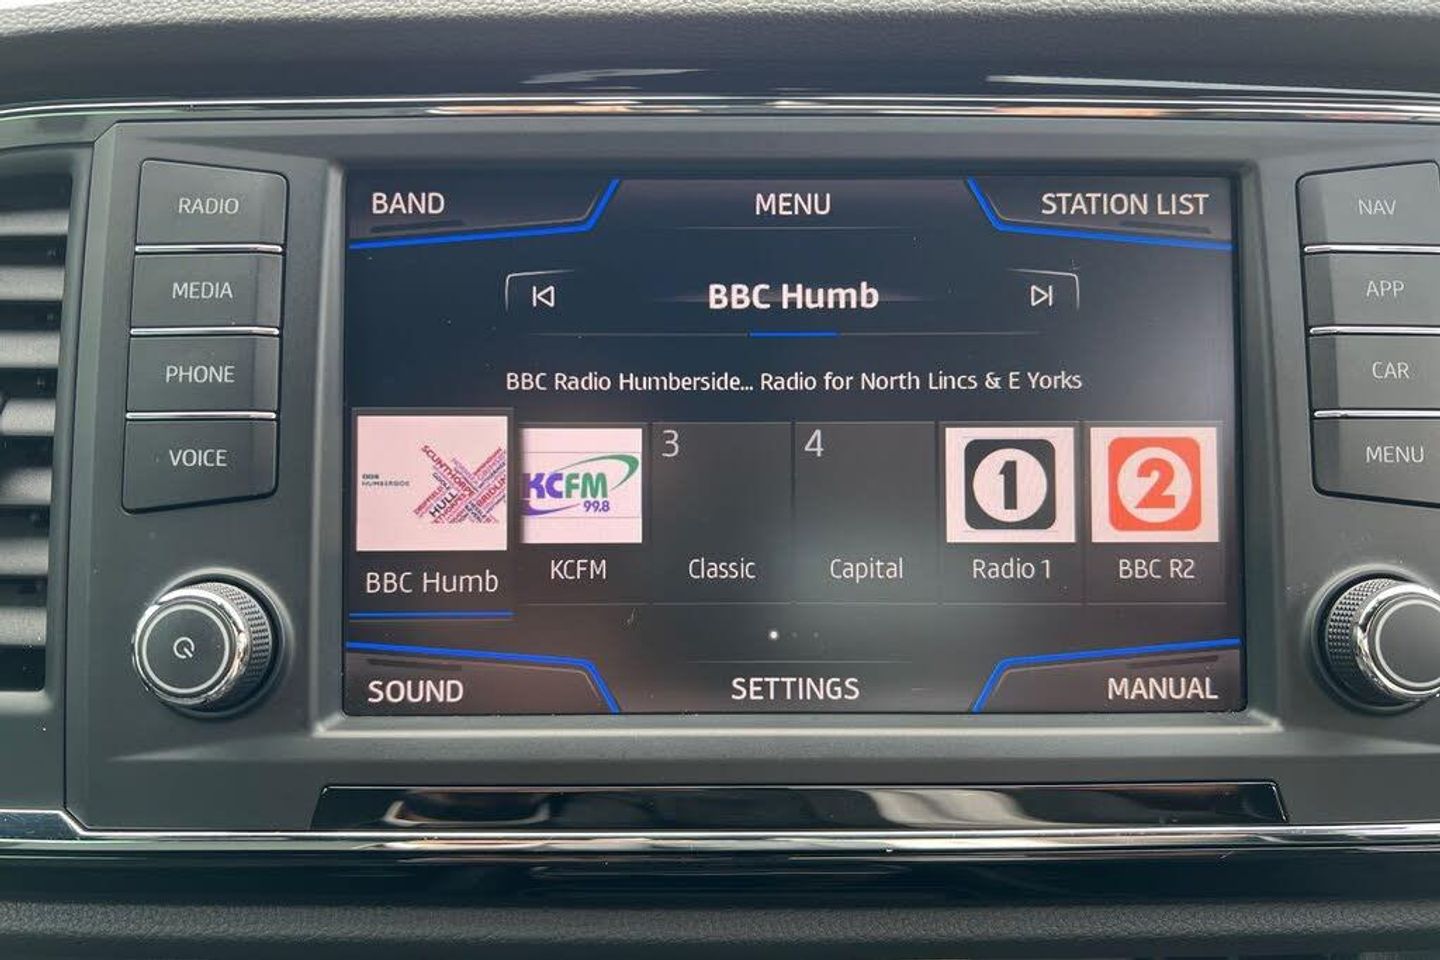 RADIO
MEDIA
PHONE
VOICE
BAND
MENU
STATION LIST
BBC Humb
BBC Radio Humberside... Radio for North Lincs & E Yorks
SCUNTHORPE
HULL
KCFM
99.8
3
4
1
2
BBC Humb
KCFM
Classic
Capital
Radio 1
BBC R2
SOUND
SETTINGS
MANUAL
NAV
APP
CAR
MENU